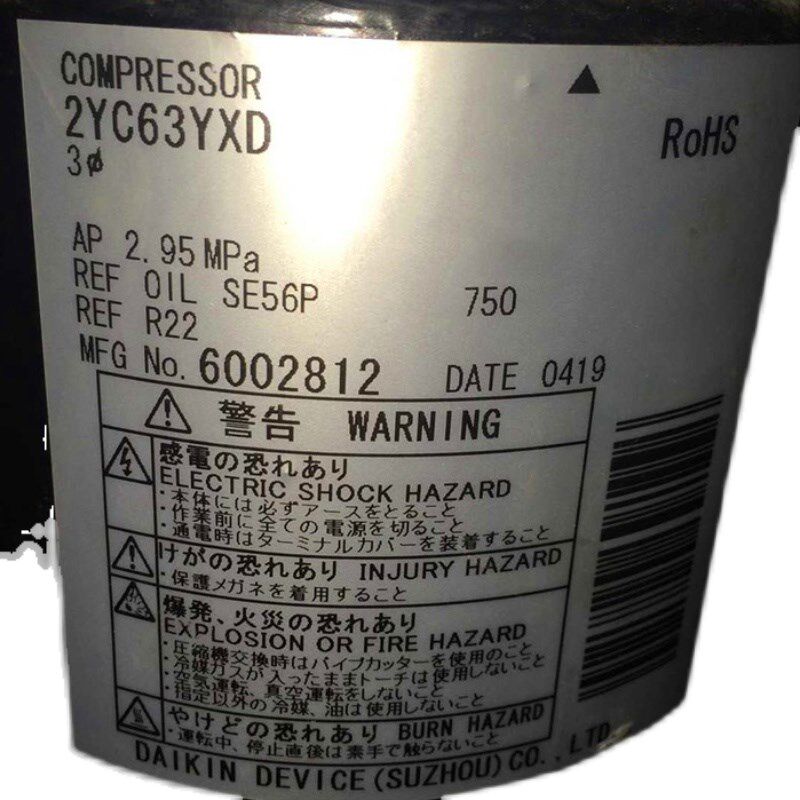 COMPRESSOR
2YC63YXD
3φ
RoHS
AP 2.95MPa
REF OIL SE56P 750
REF R22
MFG No. 6002812 DATE 0419
警告 WARNING
感電の恐れあり
ELECTRIC SHOCK HAZARD
・本体には必ずアースをとること
・作業前に全ての電源を切ること
・通電時はターミナルカバーを装着すること
けがの恐れあり INJURY HAZARD
・保護メガネを着用すること
爆発、火災の恐れあり
EXPLOSION OR FIRE HAZARD
・圧縮機交換時はパイプカッターを使用のこと
・冷媒ガスが入ったままトーチは使用しないこと
・空気運転、真空運転をしないこと
・指定以外の冷媒、油は使用しないこと
やけどの恐れあり BURN HAZARD
・運転中、停止直後は素手で触らないこと
DAIKIN DEVICE(SUZHOU)CO.,LTD.